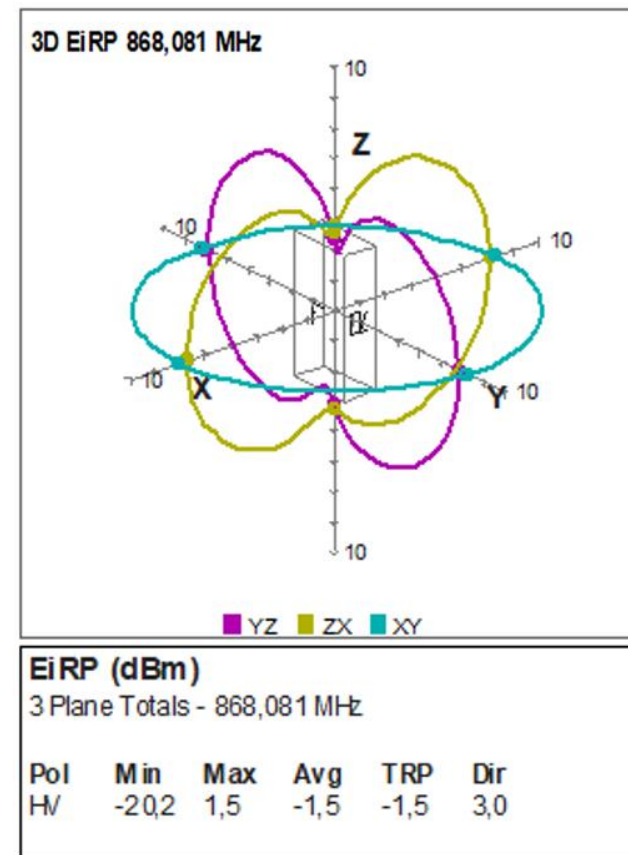 3D EiRP 868,081 MHz
10
Z
10
10
10
X
Y
10
10
YZ ZX XY
EiRP (dBm)
3 Plane Totals - 868,081 MHz
Pol Min Max Avg TRP Dir
HV -20,2 1,5 -1,5 -1,5 3,0